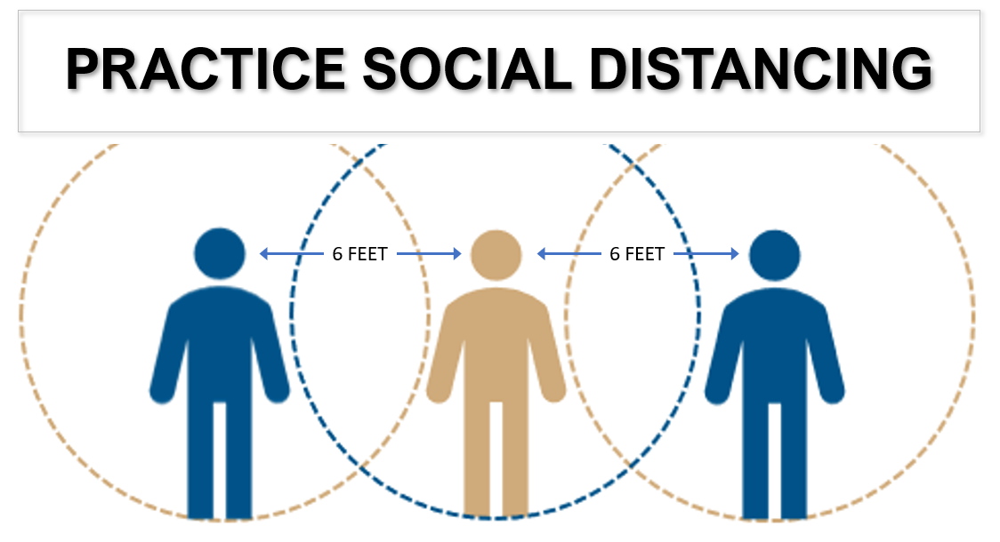 PRACTICE SOCIAL DISTANCING
6 FEET 6 FEET